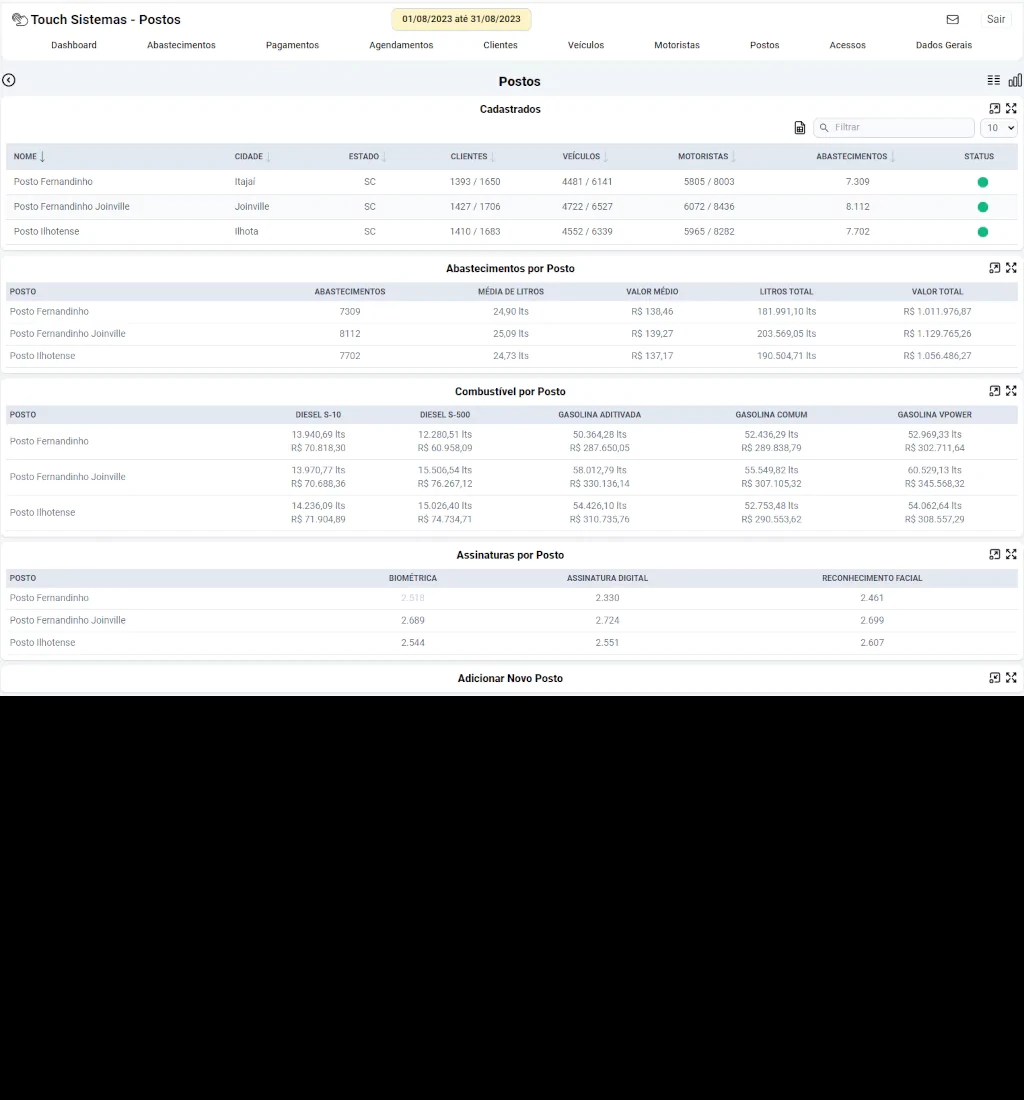 Touch Sistemas - Postos
01/08/2023 até 31/08/2023
Sair
Dashboard Abastecimentos Pagamentos Agendamentos Clientes Veículos Motoristas Postos Acessos Dados Gerais
Postos
Cadastrados
Filtrar 10
NOME CIDADE ESTADO CLIENTES VEÍCULOS MOTORISTAS ABASTECIMENTOS STATUS
Posto Fernandinho Itajaí SC 1393 / 1650 4481 / 6141 5805 / 8003 7.309
Posto Fernandinho Joinville Joinville SC 1427 / 1706 4722 / 6527 6072 / 8436 8.112
Posto Ilhotense Ilhota SC 1410 / 1683 4552 / 6339 5965 / 8282 7.702
Abastecimentos por Posto
POSTO ABASTECIMENTOS MÉDIA DE LITROS VALOR MÉDIO LITROS TOTAL VALOR TOTAL
Posto Fernandinho 7309 24,90 lts R$ 138,46 181.991,10 lts R$ 1.011.976,87
Posto Fernandinho Joinville 8112 25,09 lts R$ 139,27 203.569,05 lts R$ 1.129.765,26
Posto Ilhotense 7702 24,73 lts R$ 137,17 190.504,71 lts R$ 1.056.486,27
Combustível por Posto
POSTO DIESEL S-10 DIESEL S-500 GASOLINA ADITIVADA GASOLINA COMUM GASOLINA VPOWER
Posto Fernandinho 13.940,69 lts 12.280,51 lts 50.364,28 lts 52.436,29 lts 52.969,33 lts
R$ 70.818,30 R$ 60.958,09 R$ 287.650,05 R$ 289.838,79 R$ 302.711,64
Posto Fernandinho Joinville 13.970,77 lts 15.506,54 lts 58.012,79 lts 55.549,82 lts 60.529,13 lts
R$ 70.688,36 R$ 76.267,12 R$ 330.136,14 R$ 307.105,32 R$ 345.568,32
Posto Ilhotense 14.236,09 lts 15.026,40 lts 54.426,10 lts 52.753,48 lts 54.062,64 lts
R$ 71.904,89 R$ 74.734,71 R$ 310.735,76 R$ 290.553,62 R$ 308.557,29
Assinaturas por Posto
POSTO BIOMÉTRICA ASSINATURA DIGITAL RECONHECIMENTO FACIAL
Posto Fernandinho 2.518 2.330 2.461
Posto Fernandinho Joinville 2.689 2.724 2.699
Posto Ilhotense 2.544 2.551 2.607
Adicionar Novo Posto